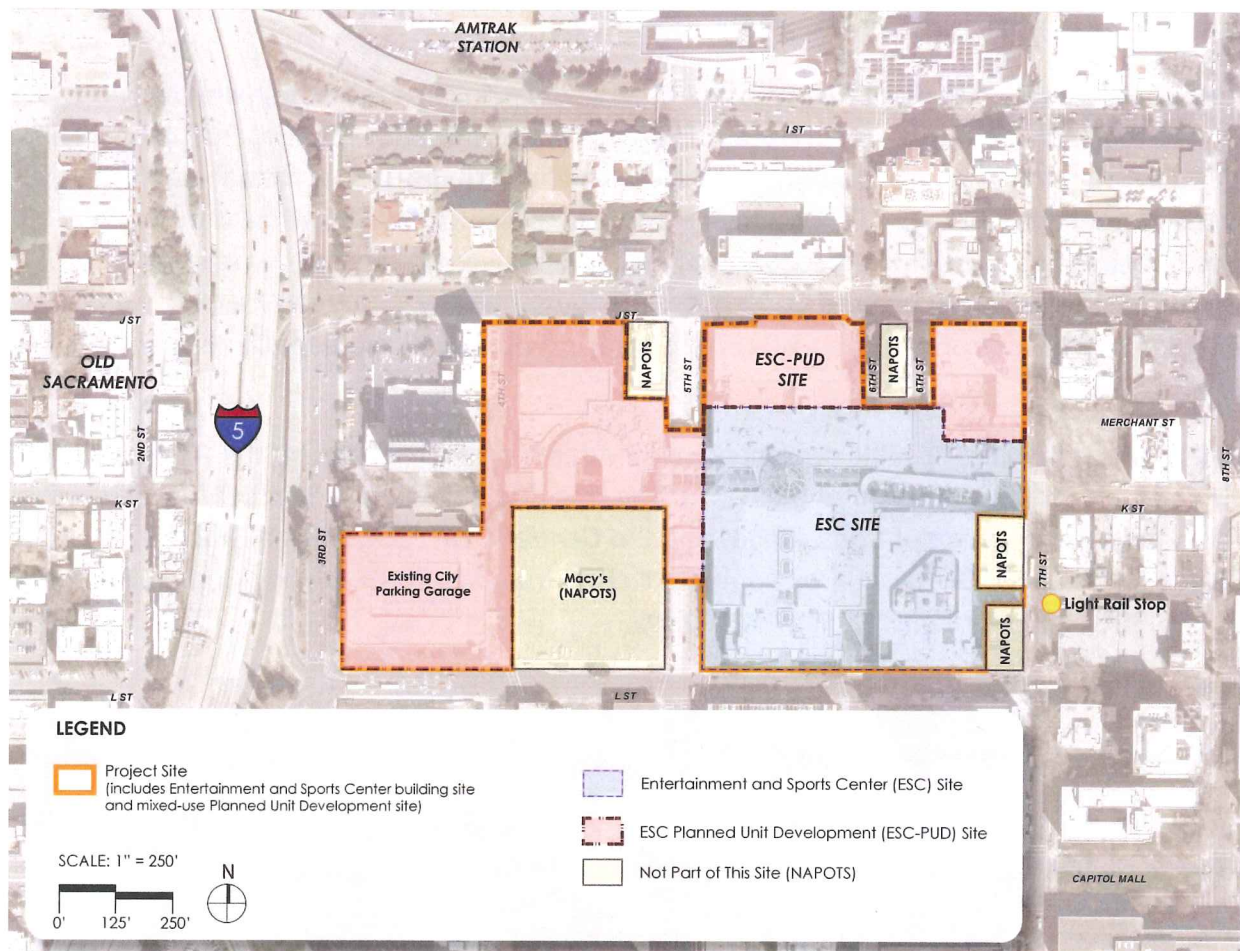 AMTRAK
STATION
I ST
J ST
J ST
OLD
SACRAMENTO
5
2ND ST
K ST
3RD ST
4TH ST
NAPOTS
5TH ST
ESC-PUD
SITE
6TH ST
NAPOTS
6TH ST
MERCHANT ST
8TH ST
K ST
ESC SITE
NAPOTS
7TH ST
Existing City
Parking Garage
Macy's
(NAPOTS)
Light Rail Stop
NAPOTS
L ST
L ST
CAPITOL MALL
LEGEND
Project Site
(includes Entertainment and Sports Center building site
and mixed-use Planned Unit Development site)
SCALE: 1" = 250'
N
0' 125' 250'
Entertainment and Sports Center (ESC) Site
ESC Planned Unit Development (ESC-PUD) Site
Not Part of This Site (NAPOTS)